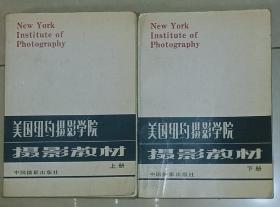 New York
Institute of
Photography
美国纽约摄影学院
摄影教材
上册
中国摄影出版社
New York
Institute of
Photography
美国纽约摄影学院
摄影教材
下册
中国摄影出版社